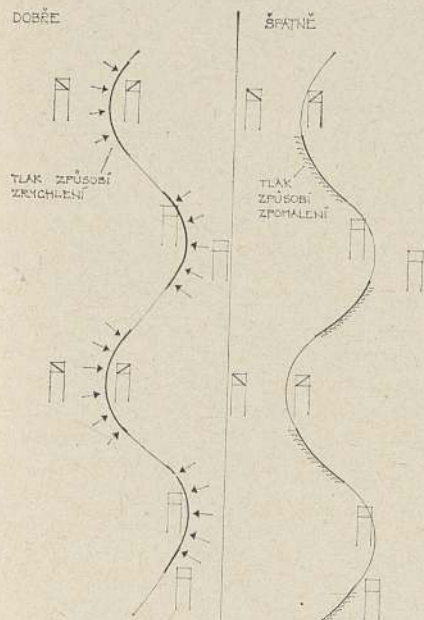 DOBŘE
ŠPATNĚ
TLAK ZPŮSOBÍ
ZRYCHLENÍ
TLAK
ZPŮSOBÍ
ZPOMALENÍ